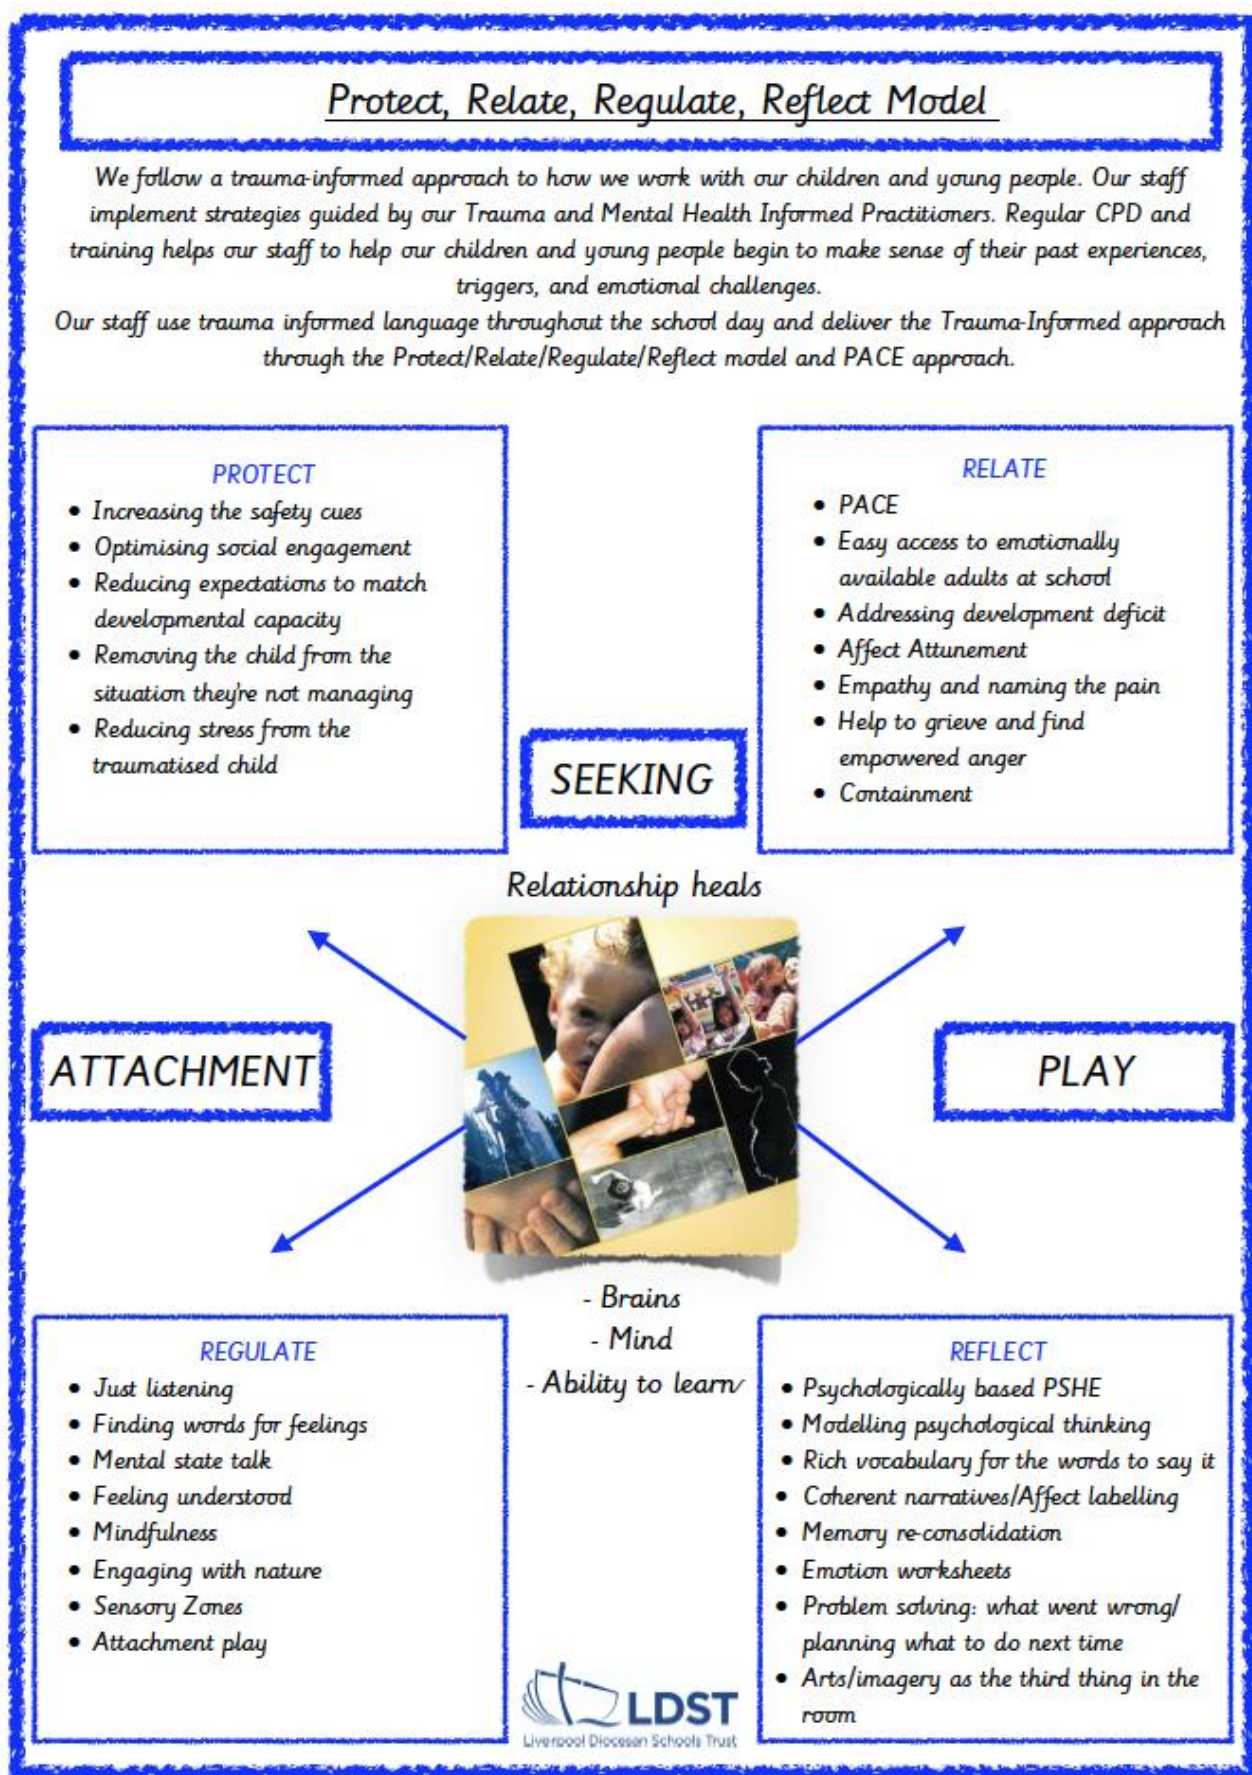 Protect, Relate, Regulate, Reflect Model
We follow a trauma-informed approach to how we work with our children and young people. Our staff
implement strategies guided by our Trauma and Mental Health Informed Practitioners. Regular CPD and
training helps our staff to help our children and young people begin to make sense of their past experiences,
triggers, and emotional challenges.
Our staff use trauma informed language throughout the school day and deliver the Trauma-Informed approach
through the Protect/Relate/Regulate/Reflect model and PACE approach.
PROTECT
• Increasing the safety cues
• Optimising social engagement
• Reducing expectations to match
developmental capacity
• Removing the child from the
situation they're not managing
• Reducing stress from the
traumatised child
RELATE
• PACE
• Easy access to emotionally
available adults at school
• Addressing development deficit
• Affect Attunement
• Empathy and naming the pain
• Help to grieve and find
empowered anger
• Containment
SEEKING
Relationship heals
ATTACHMENT
PLAY
- Brains
- Mind
- Ability to learn
REGULATE
• Just listening
• Finding words for feelings
• Mental state talk
• Feeling understood
• Mindfulness
• Engaging with nature
• Sensory Zones
• Attachment play
REFLECT
• Psychologically based PSHE
• Modelling psychological thinking
• Rich vocabulary for the words to say it
• Coherent narratives/Affect labelling
• Memory re-consolidation
• Emotion worksheets
• Problem solving: what went wrong/
planning what to do next time
• Arts/imagery as the third thing in the
room
LDST
Liverpool Diocesan Schools Trust